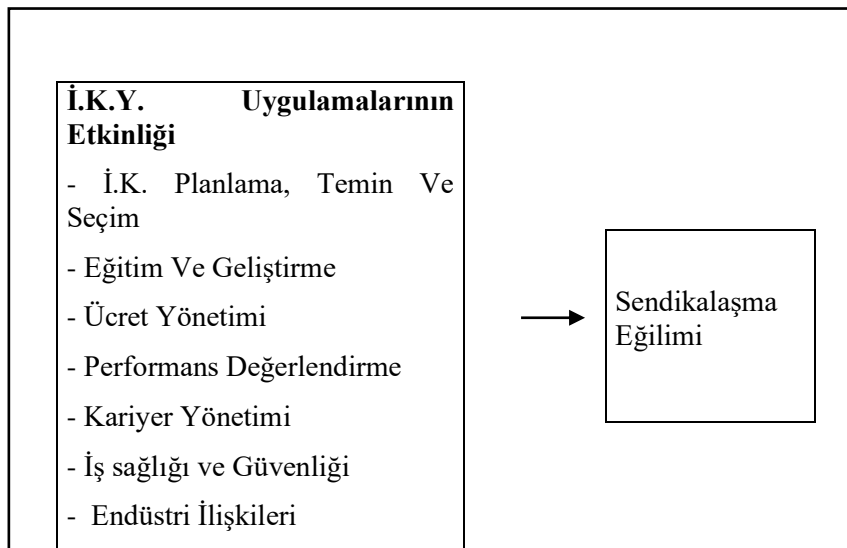 İ.K.Y. Uygulamalarının
Etkinliği
- İ.K. Planlama, Temin Ve
Seçim
- Eğitim Ve Geliştirme
- Ücret Yönetimi
- Performans Değerlendirme
- Kariyer Yönetimi
- İş sağlığı ve Güvenliği
- Endüstri İlişkileri
Sendikalaşma
Eğilimi